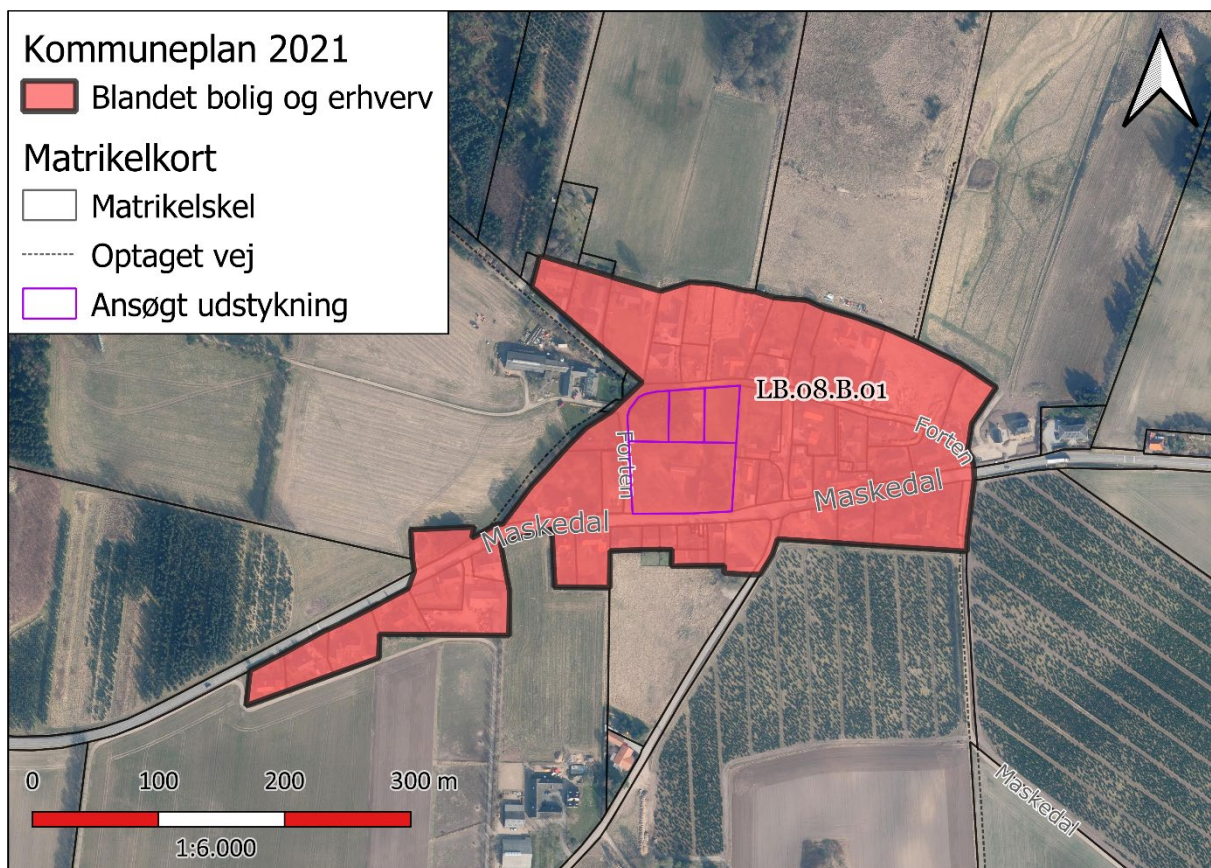 Kommuneplan 2021
Blandet bolig og erhverv
Matrikelkort
Matrikelskel
Optaget vej
Ansøgt udstykning
LB.08.B.01
Forten
Forten
Maskedal
Maskedal
Maskedal
0 100 200 300 m
1:6.000